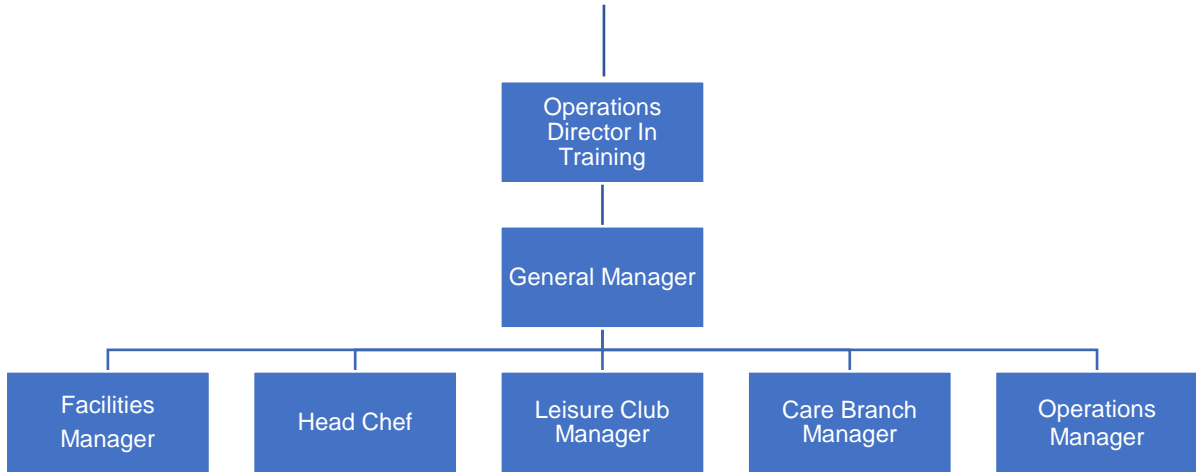 Operations
Director In
Training
General Manager
Facilities
Manager
Head Chef
Leisure Club
Manager
Care Branch
Manager
Operations
Manager